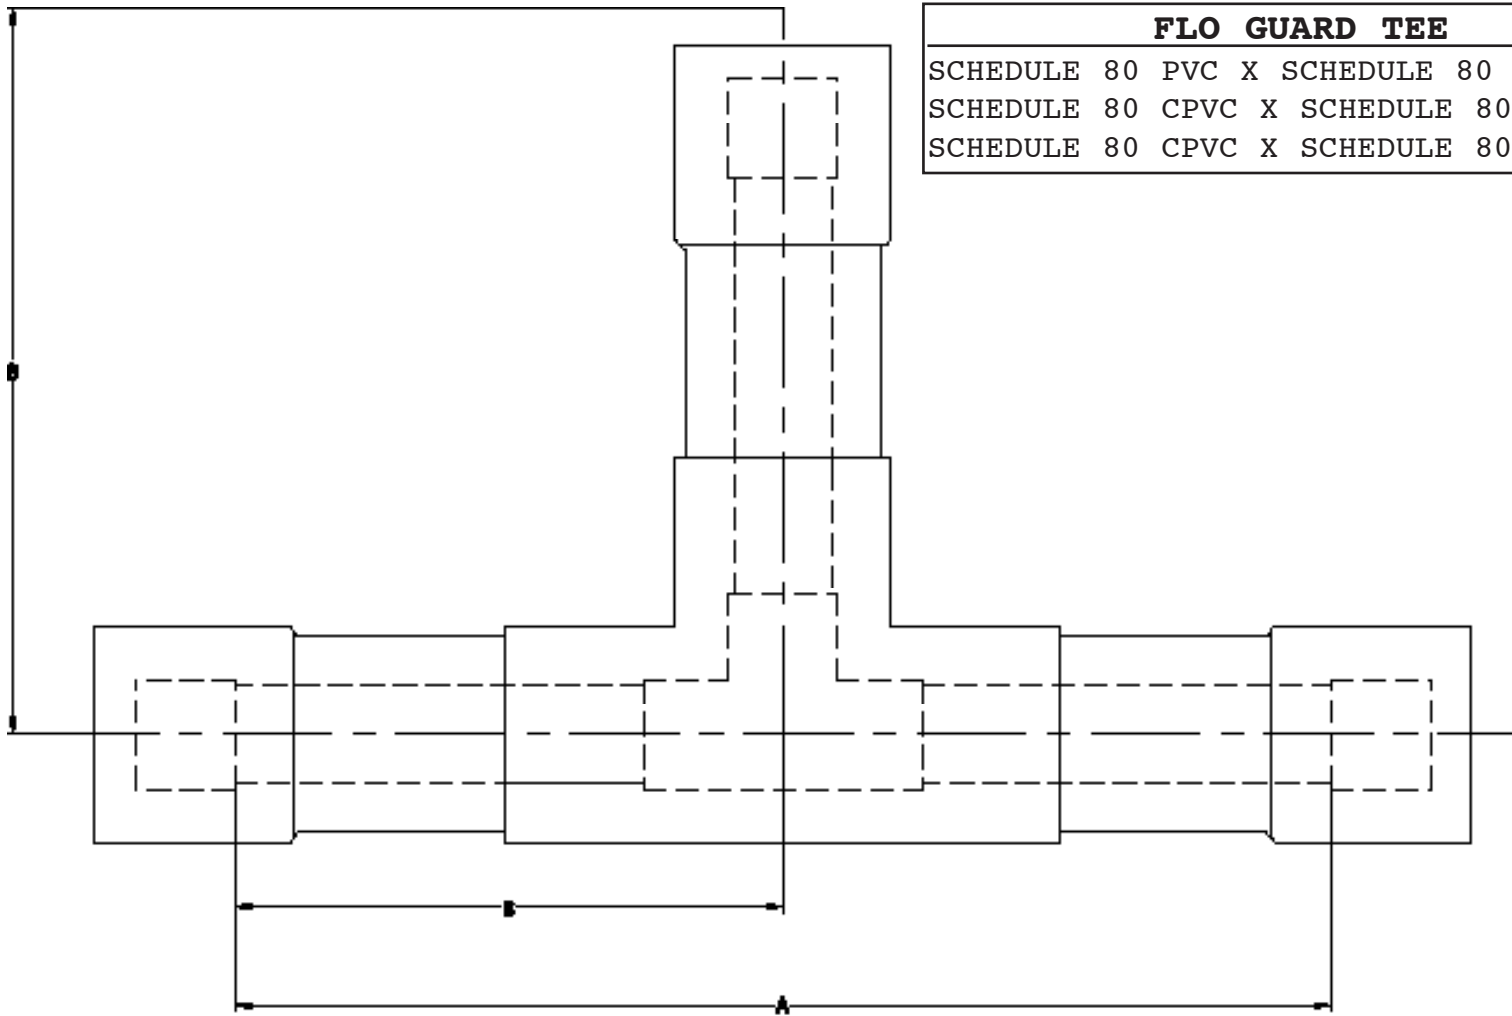 FLO GUARD TEE
SCHEDULE 80 PVC X SCHEDULE 80
SCHEDULE 80 CPVC X SCHEDULE 80
SCHEDULE 80 CPVC X SCHEDULE 80
B
A